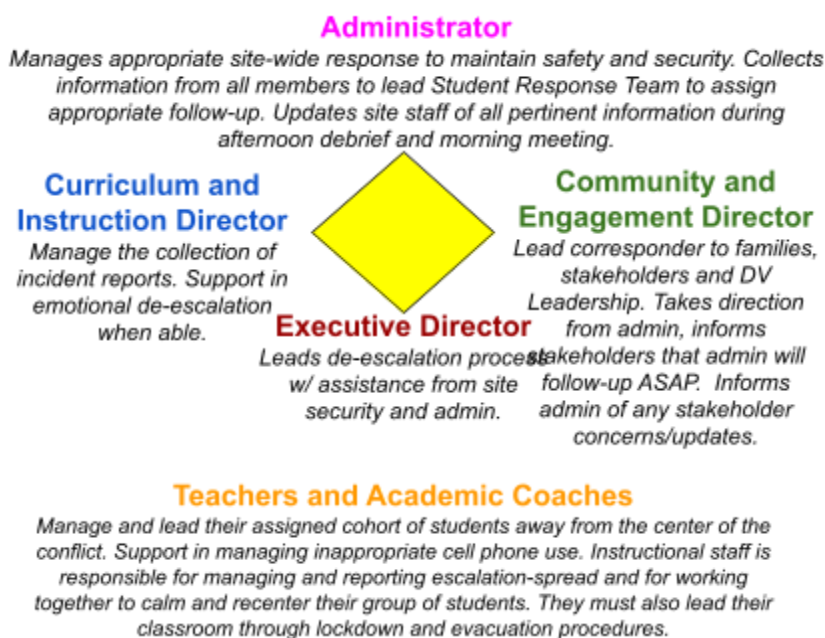 Administrator
Manages appropriate site-wide response to maintain safety and security. Collects
information from all members to lead Student Response Team to assign
appropriate follow-up. Updates site staff of all pertinent information during
afternoon debrief and morning meeting.
Curriculum and
Instruction Director
Manage the collection of
incident reports. Support in
emotional de-escalation
when able.
Community and
Engagement Director
Lead corresponder to families,
stakeholders and DV
Leadership. Takes direction
from admin, informs
stakeholders that admin will
follow-up ASAP. Informs
admin of any stakeholder
concerns/updates.
Executive Director
Leads de-escalation process
w/ assistance from site
security and admin.
Teachers and Academic Coaches
Manage and lead their assigned cohort of students away from the center of the
conflict. Support in managing inappropriate cell phone use. Instructional staff is
responsible for managing and reporting escalation-spread and for working
together to calm and recenter their group of students. They must also lead their
classroom through lockdown and evacuation procedures.